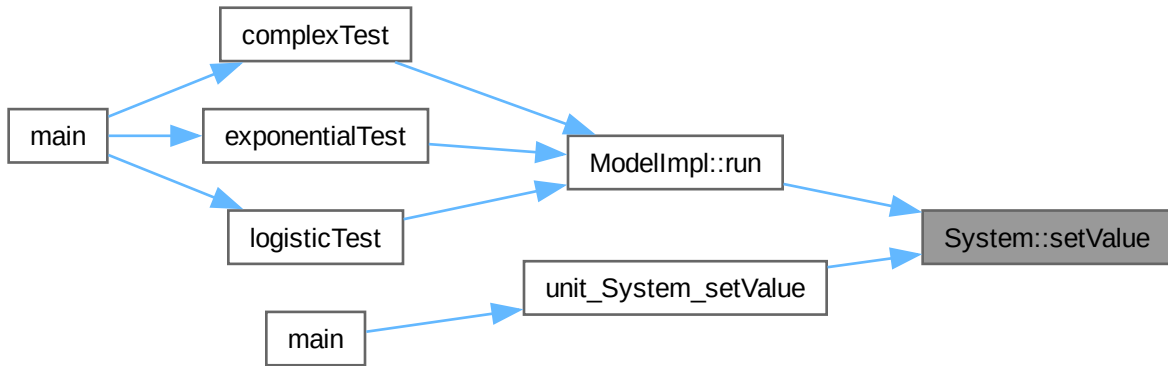 complexTest
main
exponentialTest
ModelImpl::run
logisticTest
System::setValue
unit_System_setValue
main